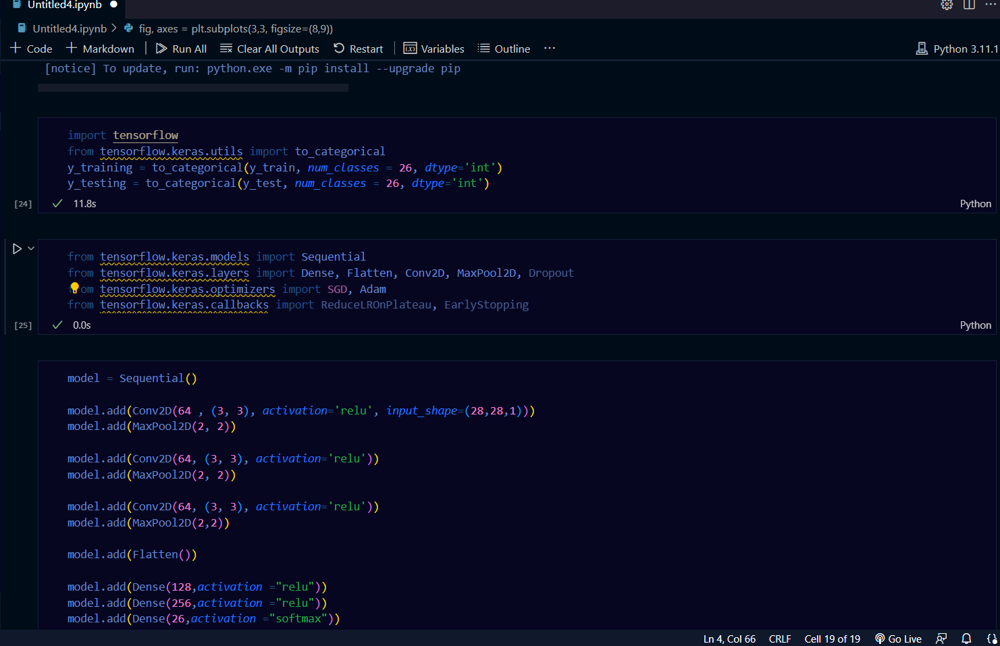 Untitled4.ipynb
Untitled4.ipynb > fig, axes = plt.subplots(3,3, figsize=(8,9))
+ Code + Markdown | Run All Clear All Outputs Restart | Variables Outline ··· Python 3.11.1
[notice] To update, run: python.exe -m pip install --upgrade pip
import tensorflow
from tensorflow.keras.utils import to_categorical
y_training = to_categorical(y_train, num_classes = 26, dtype='int')
y_testing = to_categorical(y_test, num_classes = 26, dtype='int')
[24] ✓ 11.8s Python
from tensorflow.keras.models import Sequential
from tensorflow.keras.layers import Dense, Flatten, Conv2D, MaxPool2D, Dropout
from tensorflow.keras.optimizers import SGD, Adam
from tensorflow.keras.callbacks import ReduceLROnPlateau, EarlyStopping
[25] ✓ 0.0s Python
model = Sequential()
model.add(Conv2D(64 , (3, 3), activation='relu', input_shape=(28,28,1)))
model.add(MaxPool2D(2, 2))
model.add(Conv2D(64, (3, 3), activation='relu'))
model.add(MaxPool2D(2, 2))
model.add(Conv2D(64, (3, 3), activation='relu'))
model.add(MaxPool2D(2,2))
model.add(Flatten())
model.add(Dense(128,activation ="relu"))
model.add(Dense(256,activation ="relu"))
model.add(Dense(26,activation ="softmax"))
Ln 4, Col 66 CRLF Cell 19 of 19 Go Live